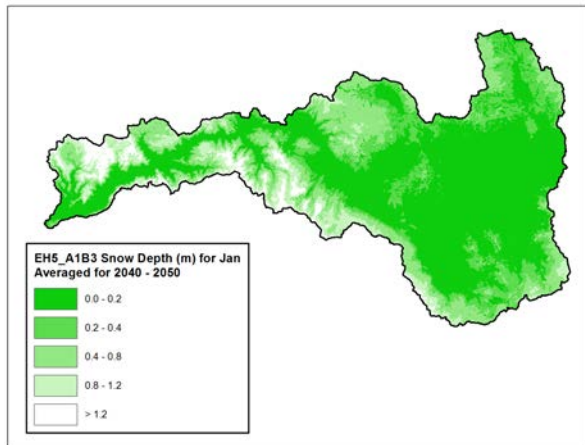 EH5_A1B3 Snow Depth (m) for Jan
Averaged for 2040 - 2050
0.0 - 0.2
0.2 - 0.4
0.4 - 0.8
0.8 - 1.2
> 1.2